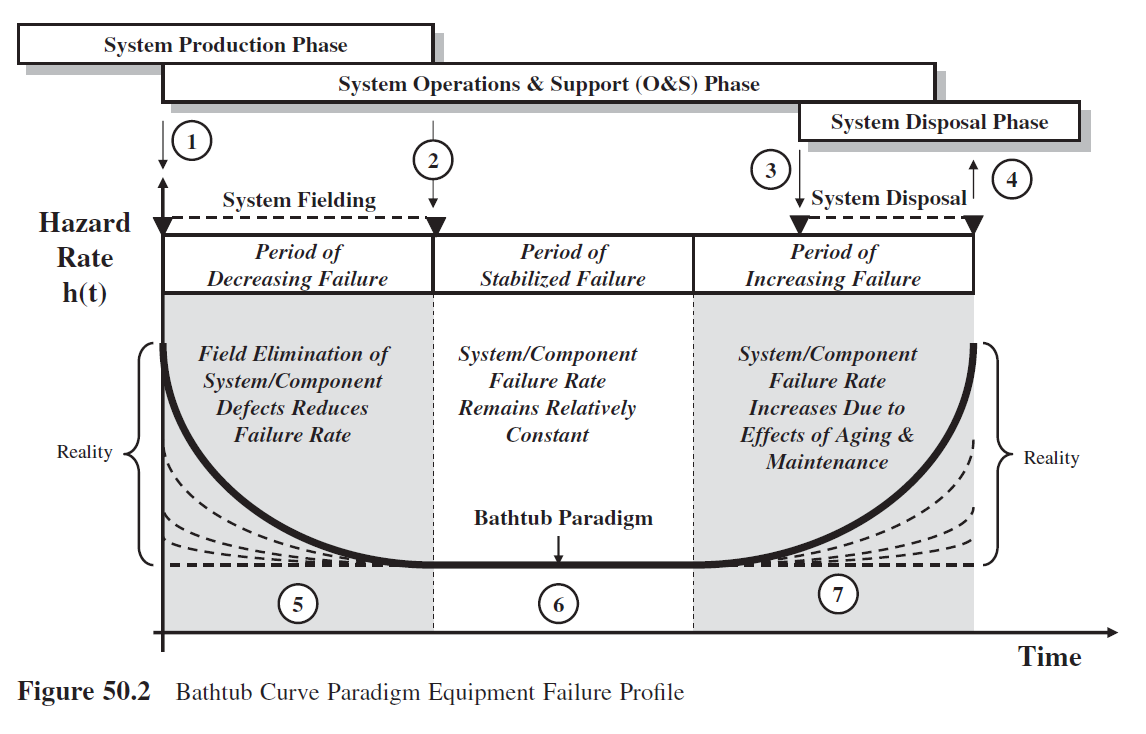 System Production Phase
System Operations & Support (O&S) Phase
System Disposal Phase
1
2
3
4
System Fielding
System Disposal
Hazard
Rate
h(t)
Period of
Decreasing Failure
Period of
Stabilized Failure
Period of
Increasing Failure
Field Elimination of
System/Component
Defects Reduces
Failure Rate
System/Component
Failure Rate
Remains Relatively
Constant
System/Component
Failure Rate
Increases Due to
Effects of Aging &
Maintenance
Reality
Reality
Bathtub Paradigm
5
6
7
Time
Figure 50.2 Bathtub Curve Paradigm Equipment Failure Profile